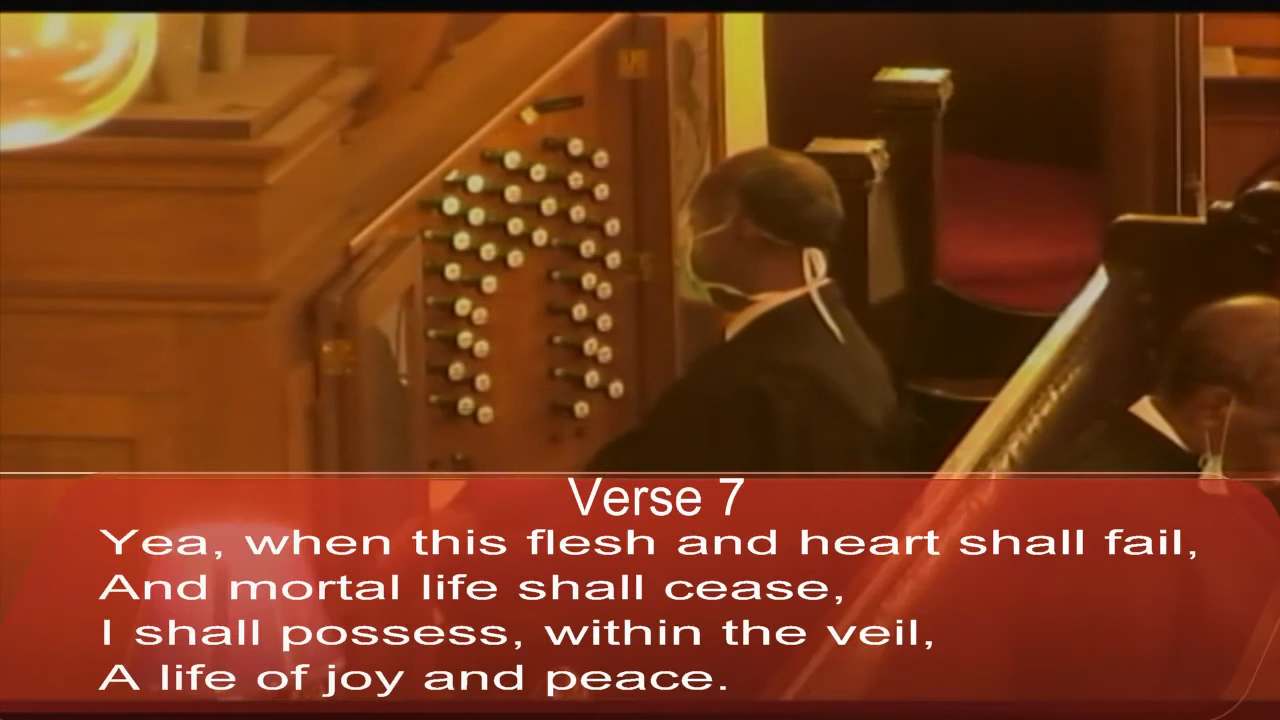 Verse 7
Yea, when this flesh and heart shall fail,
And mortal life shall cease,
I shall possess, within the veil,
A life of joy and peace.